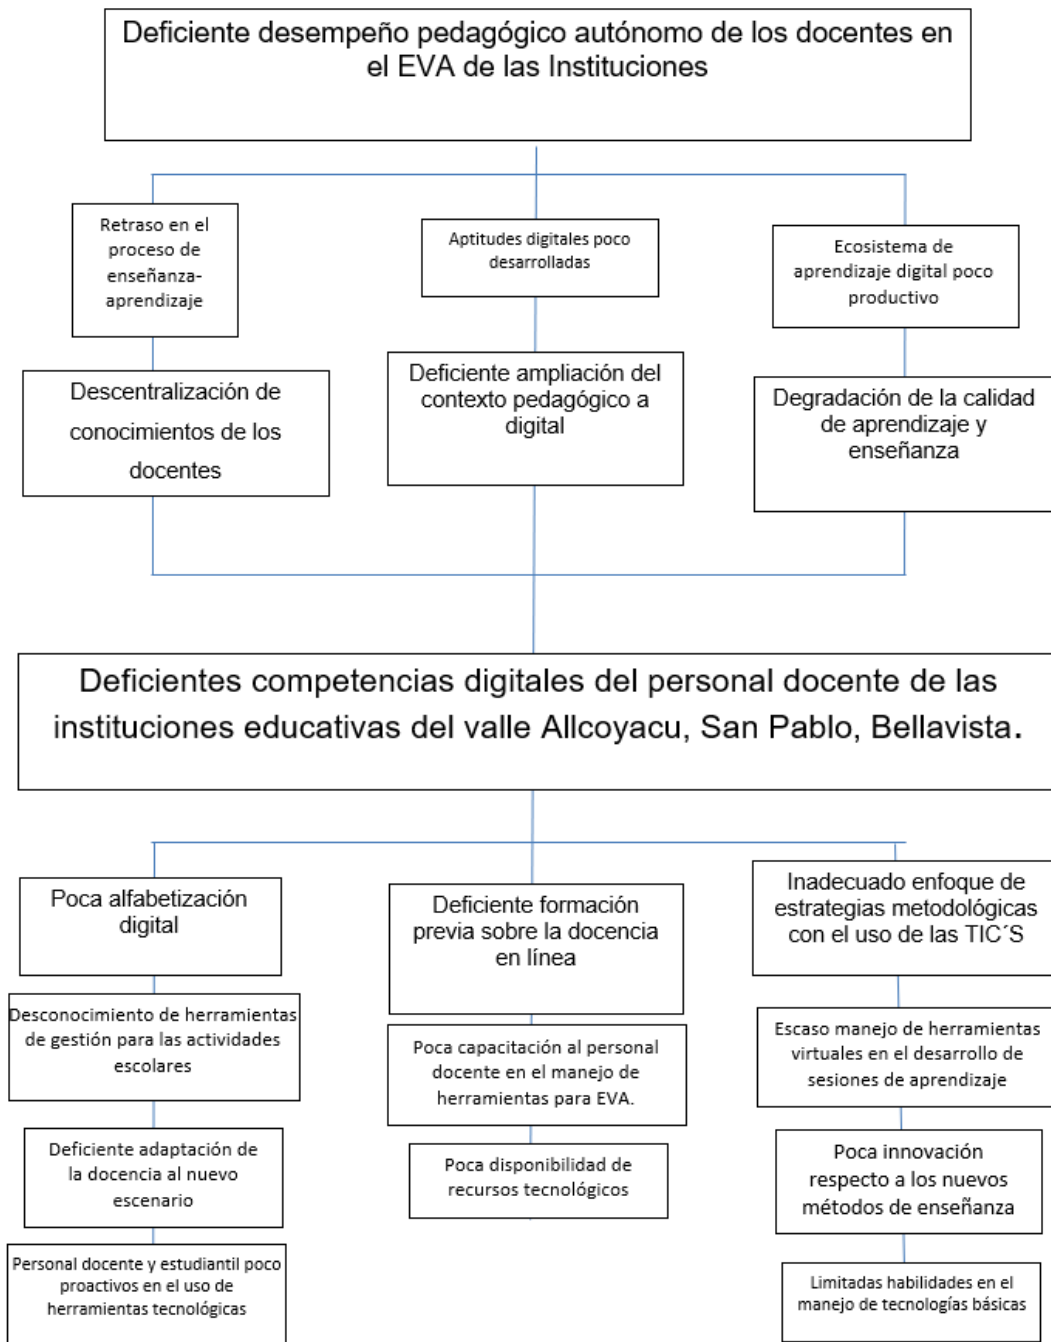 Deficiente desempeño pedagógico autónomo de los docentes en
el EVA de las Instituciones
Retraso en el
proceso de
enseñanza-
aprendizaje
Aptitudes digitales poco
desarrolladas
Ecosistema de
aprendizaje digital poco
productivo
Descentralización de
conocimientos de los
docentes
Deficiente ampliación del
contexto pedagógico a
digital
Degradación de la calidad
de aprendizaje y
enseñanza
Deficientes competencias digitales del personal docente de las
instituciones educativas del valle Allcoyacu, San Pablo, Bellavista.
Poca alfabetización
digital
Deficiente formación
previa sobre la docencia
en línea
Inadecuado enfoque de
estrategias metodológicas
con el uso de las TIC´S
Desconocimiento de herramientas
de gestión para las actividades
escolares
Poca capacitación al personal
docente en el manejo de
herramientas para EVA.
Escaso manejo de herramientas
virtuales en el desarrollo de
sesiones de aprendizaje
Deficiente adaptación de
la docencia al nuevo
escenario
Poca disponibilidad de
recursos tecnológicos
Poca innovación
respecto a los nuevos
métodos de enseñanza
Personal docente y estudiantil poco
proactivos en el uso de
herramientas tecnológicas
Limitadas habilidades en el
manejo de tecnologías básicas